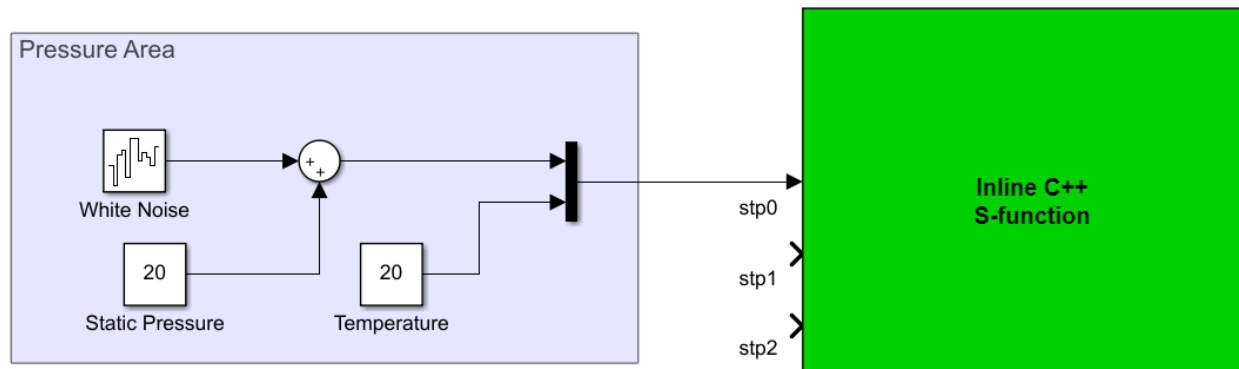 Pressure Area
White Noise
+
+
20
Static Pressure
20
Temperature
stp0
stp1
stp2
Inline C++
S-function